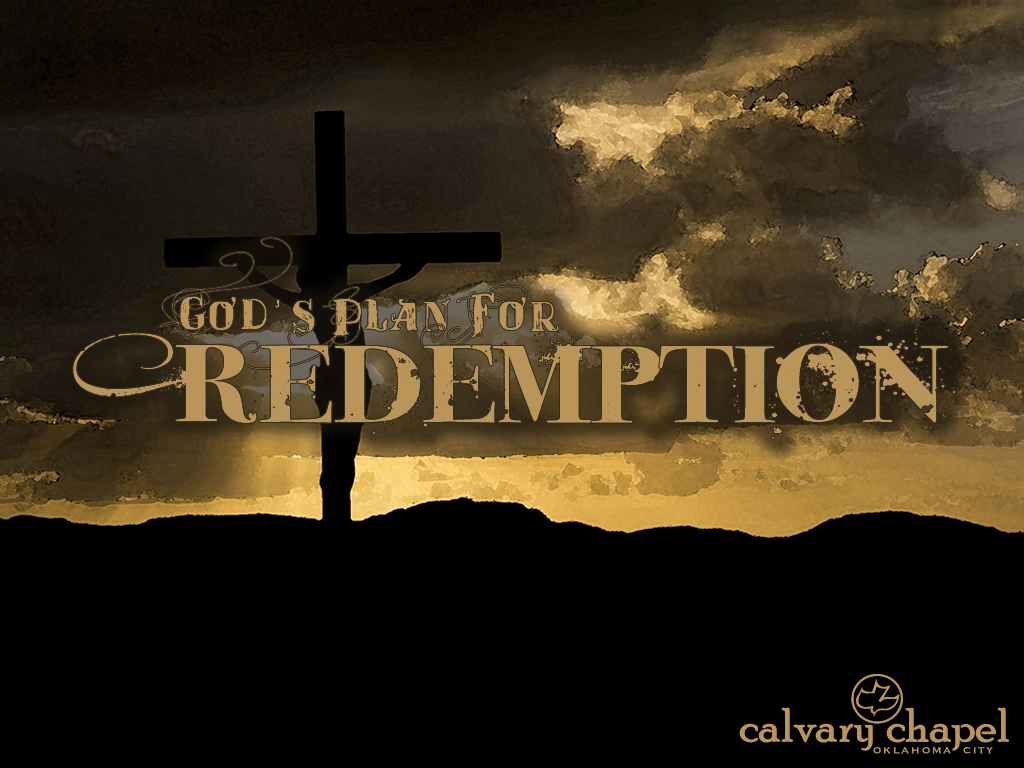 God's Plan For
REDEMPTION
calvary chapel
OKLAHOMA CITY